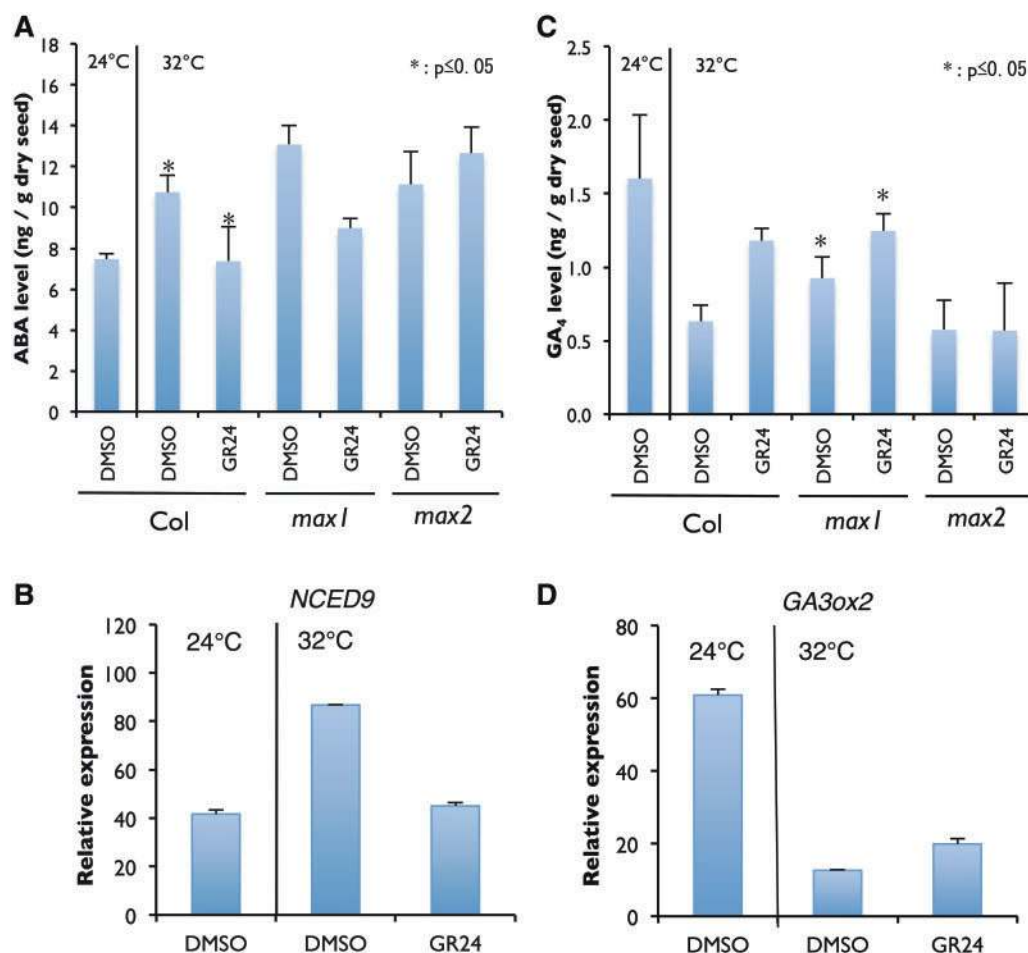 A
ABA level (ng / g dry seed)
18
16
14
12
10
8
6
4
2
0
24°C
32°C
* : p≤0. 05
*
*
DMSO
DMSO
GR24
DMSO
GR24
DMSO
GR24
Col
max1
max2
C
GA4 level (ng / g dry seed)
2.5
2.0
1.5
1.0
0.5
0.0
24°C
32°C
* : p≤0. 05
*
*
DMSO
DMSO
GR24
DMSO
GR24
DMSO
GR24
Col
max1
max2
B
NCED9
Relative expression
120
100
80
60
40
20
0
24°C
32°C
DMSO
DMSO
GR24
D
GA3ox2
Relative expression
80
60
40
20
0
24°C
32°C
DMSO
DMSO
GR24